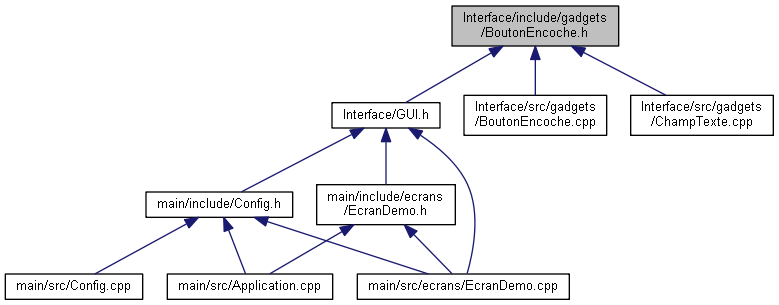 Interface/include/gadgets
/BoutonEncoche.h
Interface/GUI.h
Interface/src/gadgets
/BoutonEncoche.cpp
Interface/src/gadgets
/ChampTexte.cpp
main/include/Config.h
main/include/ecrans
/EcranDemo.h
main/src/Config.cpp
main/src/Application.cpp
main/src/ecrans/EcranDemo.cpp